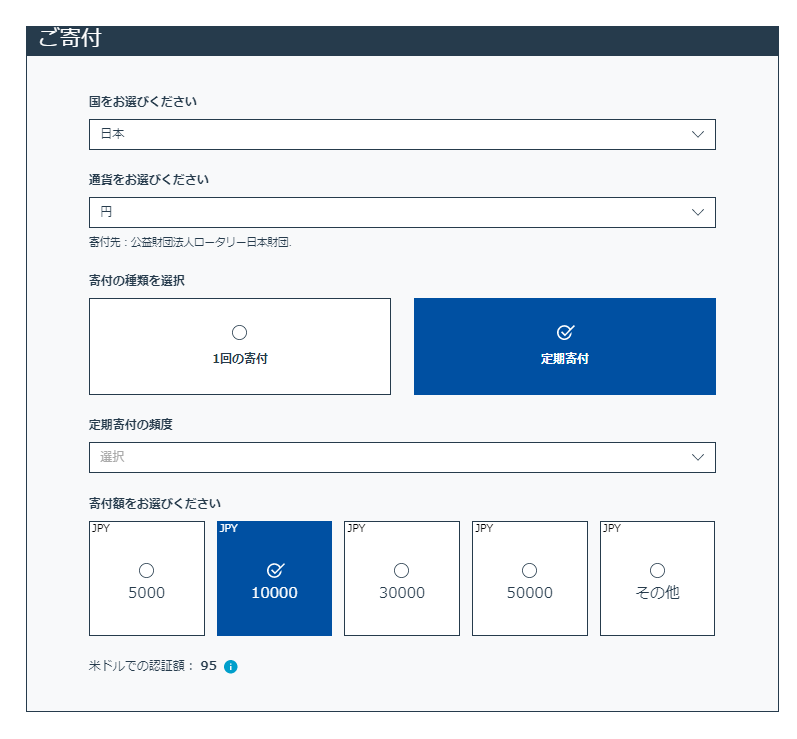 ご寄付
国をお選びください
日本
通貨をお選びください
円
寄付先：公益財団法人ロータリー日本財団.
寄付の種類を選択
1回の寄付
定期寄付
定期寄付の頻度
選択
寄付額をお選びください
JPY
5000
JPY
10000
JPY
30000
JPY
50000
JPY
その他
米ドルでの認証額： 95